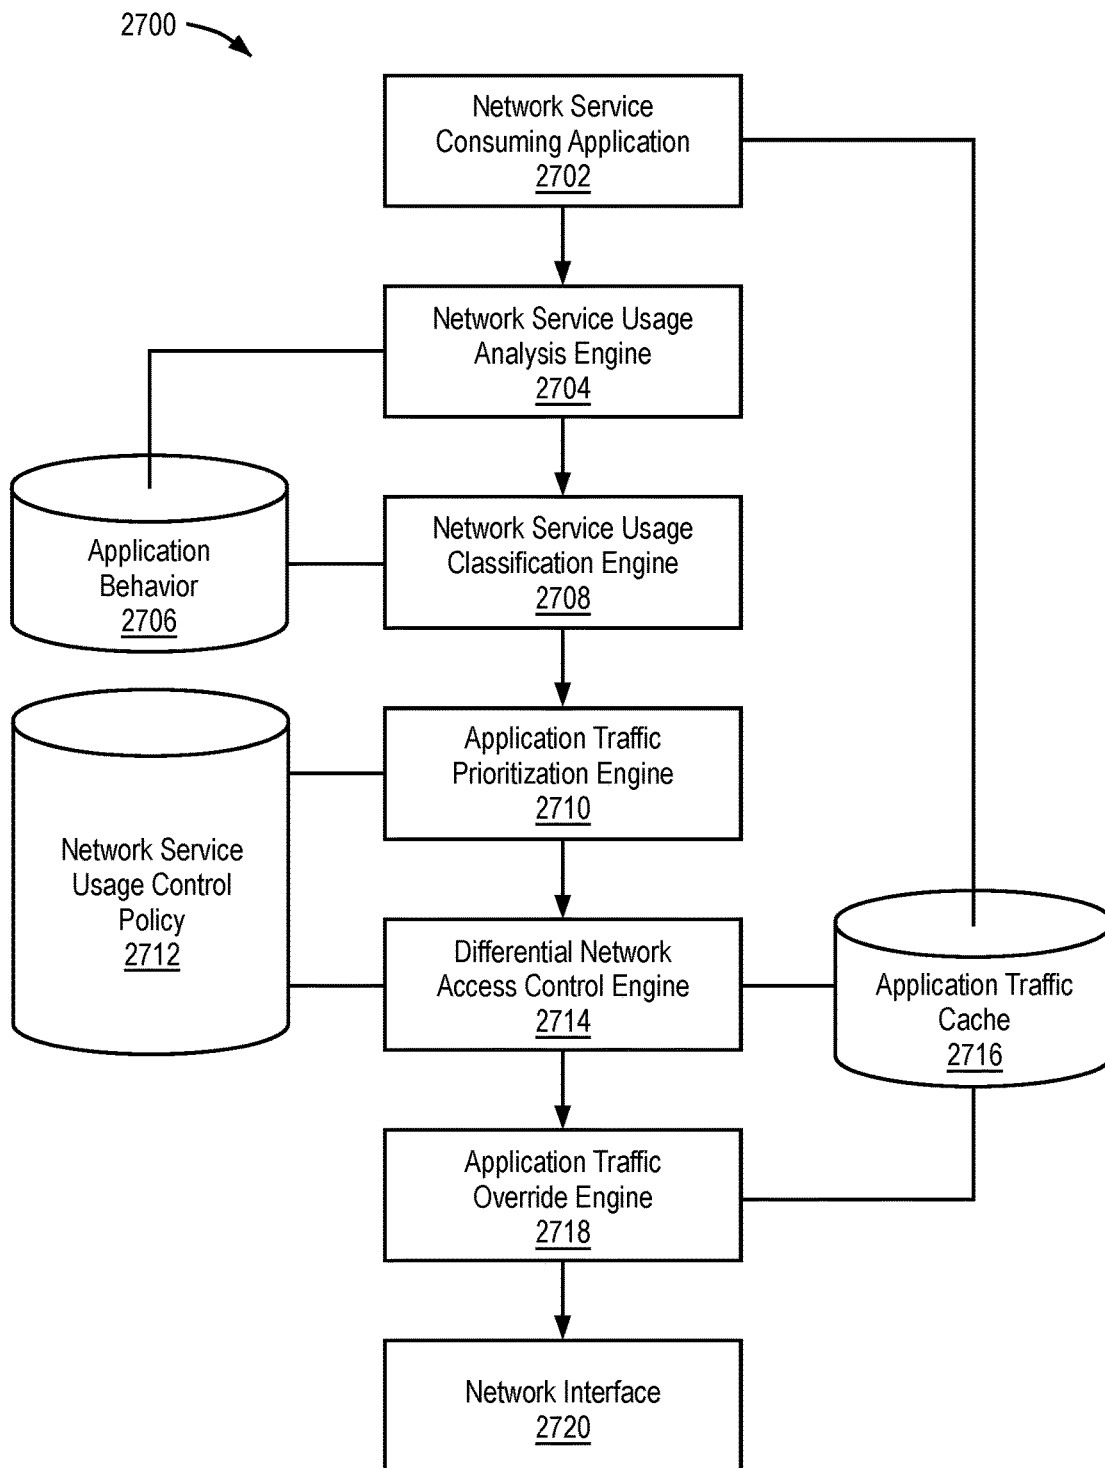 2700
Network Service
Consuming Application
2702
Network Service Usage
Analysis Engine
2704
Application
Behavior
2706
Network Service Usage
Classification Engine
2708
Application Traffic
Prioritization Engine
2710
Network Service
Usage Control
Policy
2712
Differential Network
Access Control Engine
2714
Application Traffic
Cache
2716
Application Traffic
Override Engine
2718
Network Interface
2720